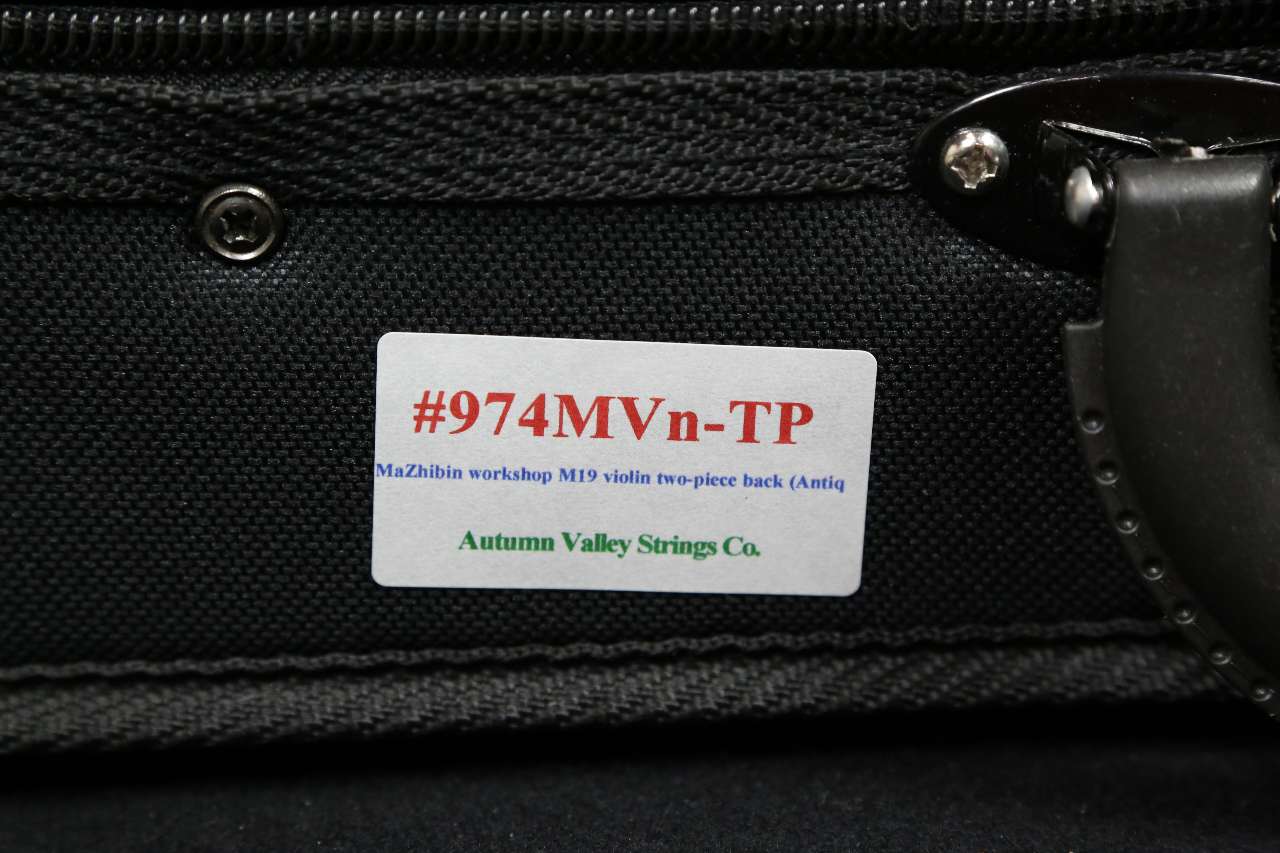 #974MVn-TP
MaZhibin workshop M19 violin two-piece back (Antiq
Autumn Valley Strings Co.